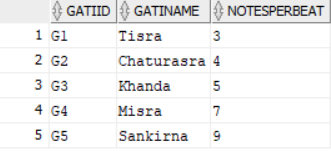 GATIID GATINAME NOTESPERBEAT
1 G1 Tisra 3
2 G2 Chaturasra 4
3 G3 Khanda 5
4 G4 Misra 7
5 G5 Sankirna 9